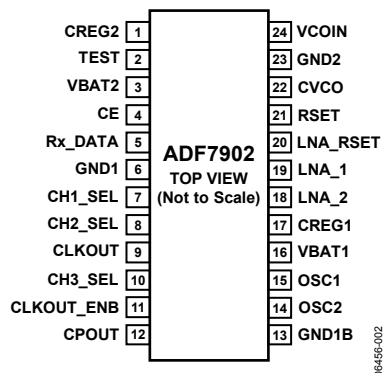 CREG2 1
TEST 2
VBAT2 3
CE 4
Rx_DATA 5
GND1 6
CH1_SEL 7
CH2_SEL 8
CLKOUT 9
CH3_SEL 10
CLKOUT_ENB 11
CPOUT 12
ADF7902
TOP VIEW
(Not to Scale)
24 VCOIN
23 GND2
22 CVCO
21 RSET
20 LNA_RSET
19 LNA_1
18 LNA_2
17 CREG1
16 VBAT1
15 OSC1
14 OSC2
13 GND1B
06456-002